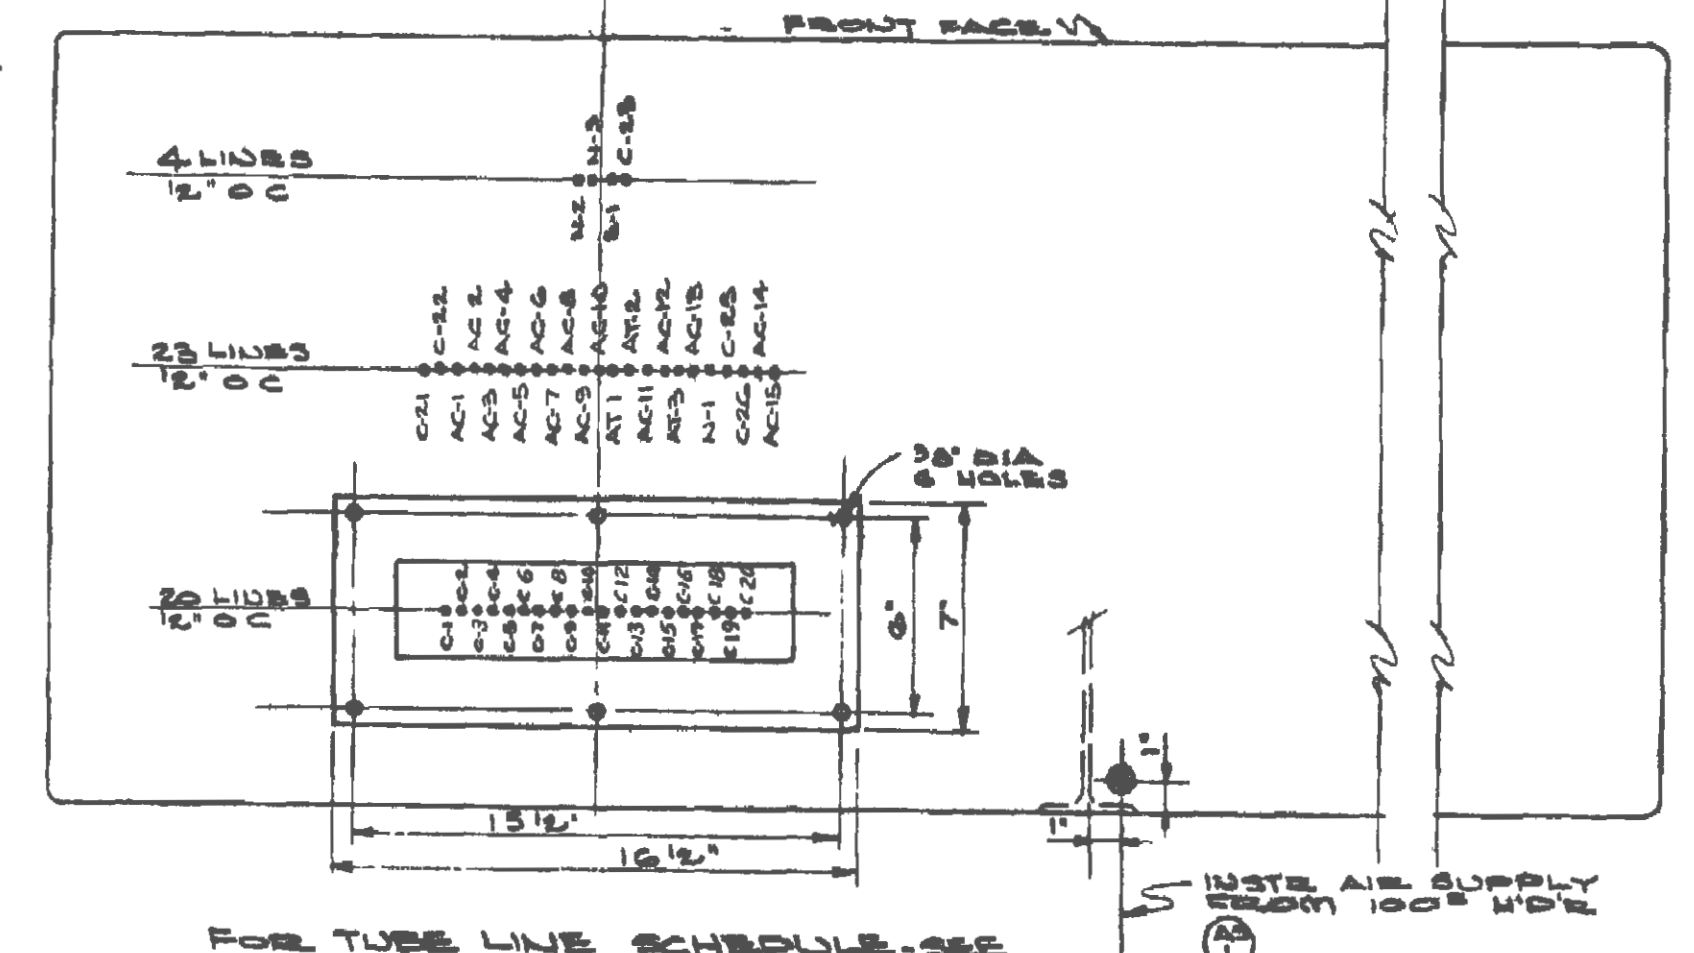 FRONT FACE
4 LINES
1/2" O C
N-3
C-23
N-2
23 LINES
1/2" O C
C-22
AC 2
AC-4
AC-6
AC-8
AC-10
AT-2
AC-12
AC-13
C-25
AC-14
C-21
AC-1
AC-3
AC-5
AC-7
AC-9
AT 1
AC-11
AT-3
N-1
C-26
AC-15
3/8" DIA
6 HOLES
20 LINES
1/2" O C
C-2
C-4
C 6
C 8
C-10
C 12
C-16
C 18
C 20
C-1
C-3
C-5
C-7
C-9
C-11
C-13
C-15
C-17
C 19
6"
7"
1"
1"
15 1/2"
16 1/2"
INSTR AIR SUPPLY
FROM 100# H'D'R
AS
1
FOR TUBE LINE SCHEDULE-SEE